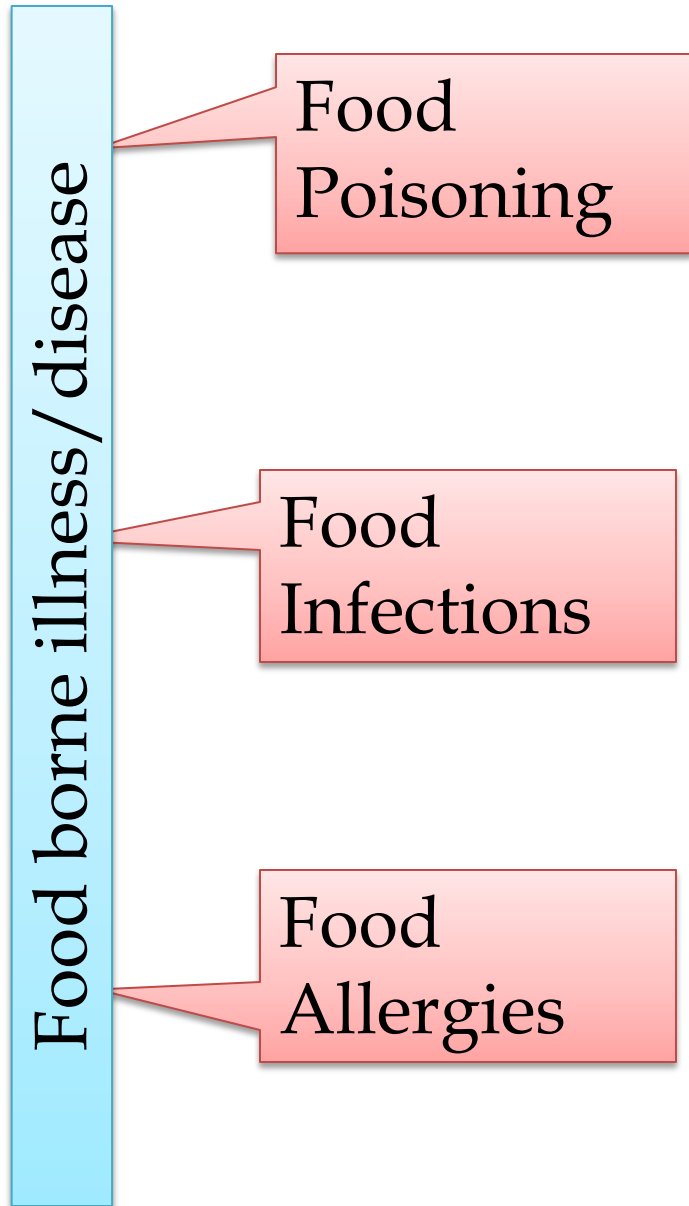 Food borne illness/ disease
Food
Poisoning
Food
Infections
Food
Allergies